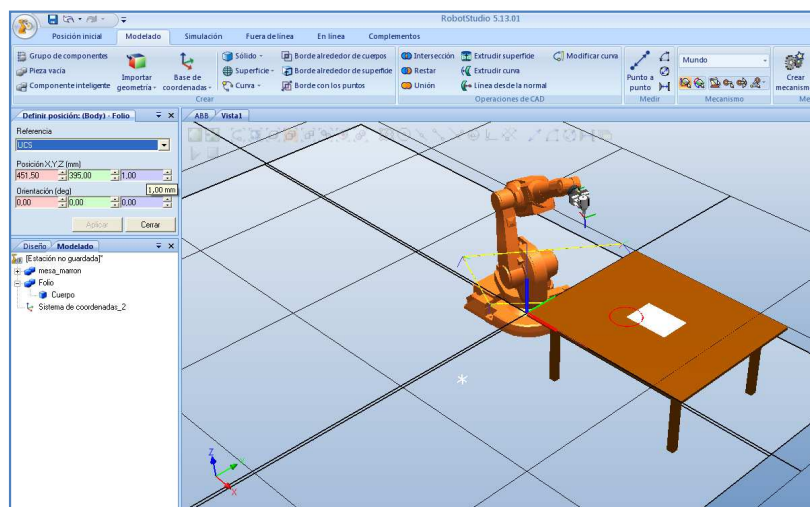 RobotStudio 5.13.01
Posición inicial Modelado Simulación Fuera de línea En línea Complementos
Grupo de componentes
Pieza vacía
Componente inteligente
Importar geometría
Base de coordenadas
Sólido
Superficie
Curva
Borde alrededor de cuerpos
Borde alrededor de superficie
Borde con los puntos
Crear
Intersección
Restar
Unión
Extrudir superficie
Extrudir curva
Línea desde la normal
Modificar curva
Operaciones de CAD
Punto a punto
Medir
Mundo
Mecanismo
Crear mecanismo
Me
Definir posición: (Body) - Folio
Referencia
UCS
Posición X,Y,Z (mm)
451,50 395,00 1,00
1,00 mm
Orientación (deg)
0,00 0,00 0,00
Aplicar Cerrar
Diseño Modelado
[Estación no guardada]*
mesa_marron
Folio
Cuerpo
Sistema de coordenadas_2
ABB Vista1
Z
Y
X